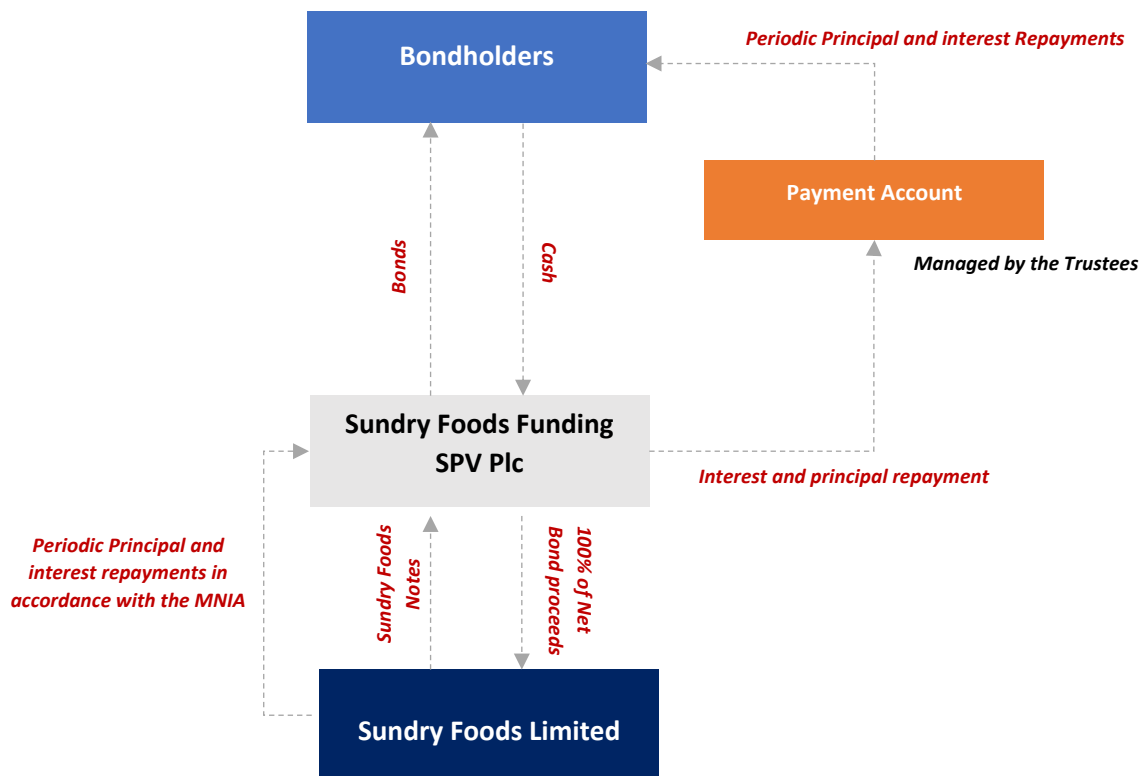 Periodic Principal and interest Repayments
Bondholders
Payment Account
Managed by the Trustees
Bonds
Cash
Sundry Foods Funding
SPV Plc
Interest and principal repayment
Periodic Principal and
interest repayments in
accordance with the MNIA
Sundry Foods
Notes
100% of Net
Bond proceeds
Sundry Foods Limited